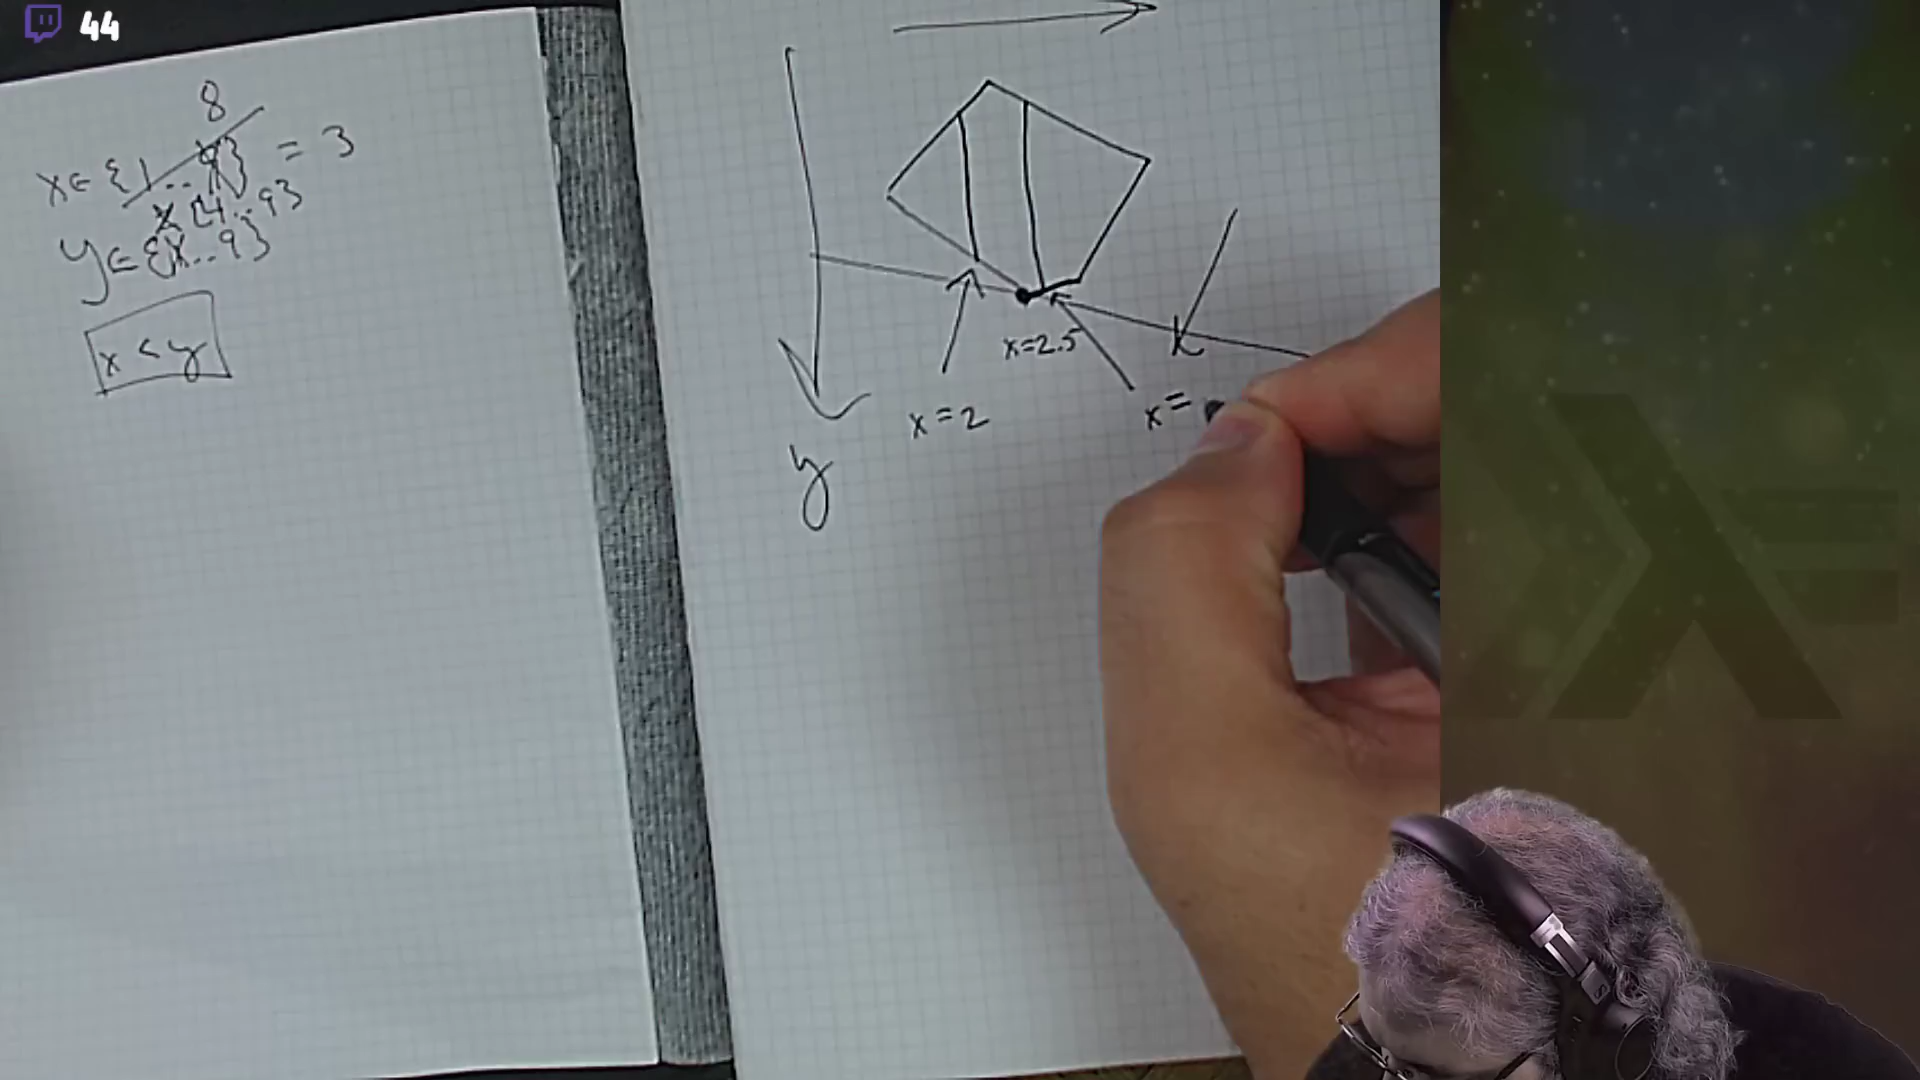 44
8
x ∈ {1..9} = 3
x {4..9}
y ∈ {x..9}
x < y
x=2.5
x = 2
x =
y